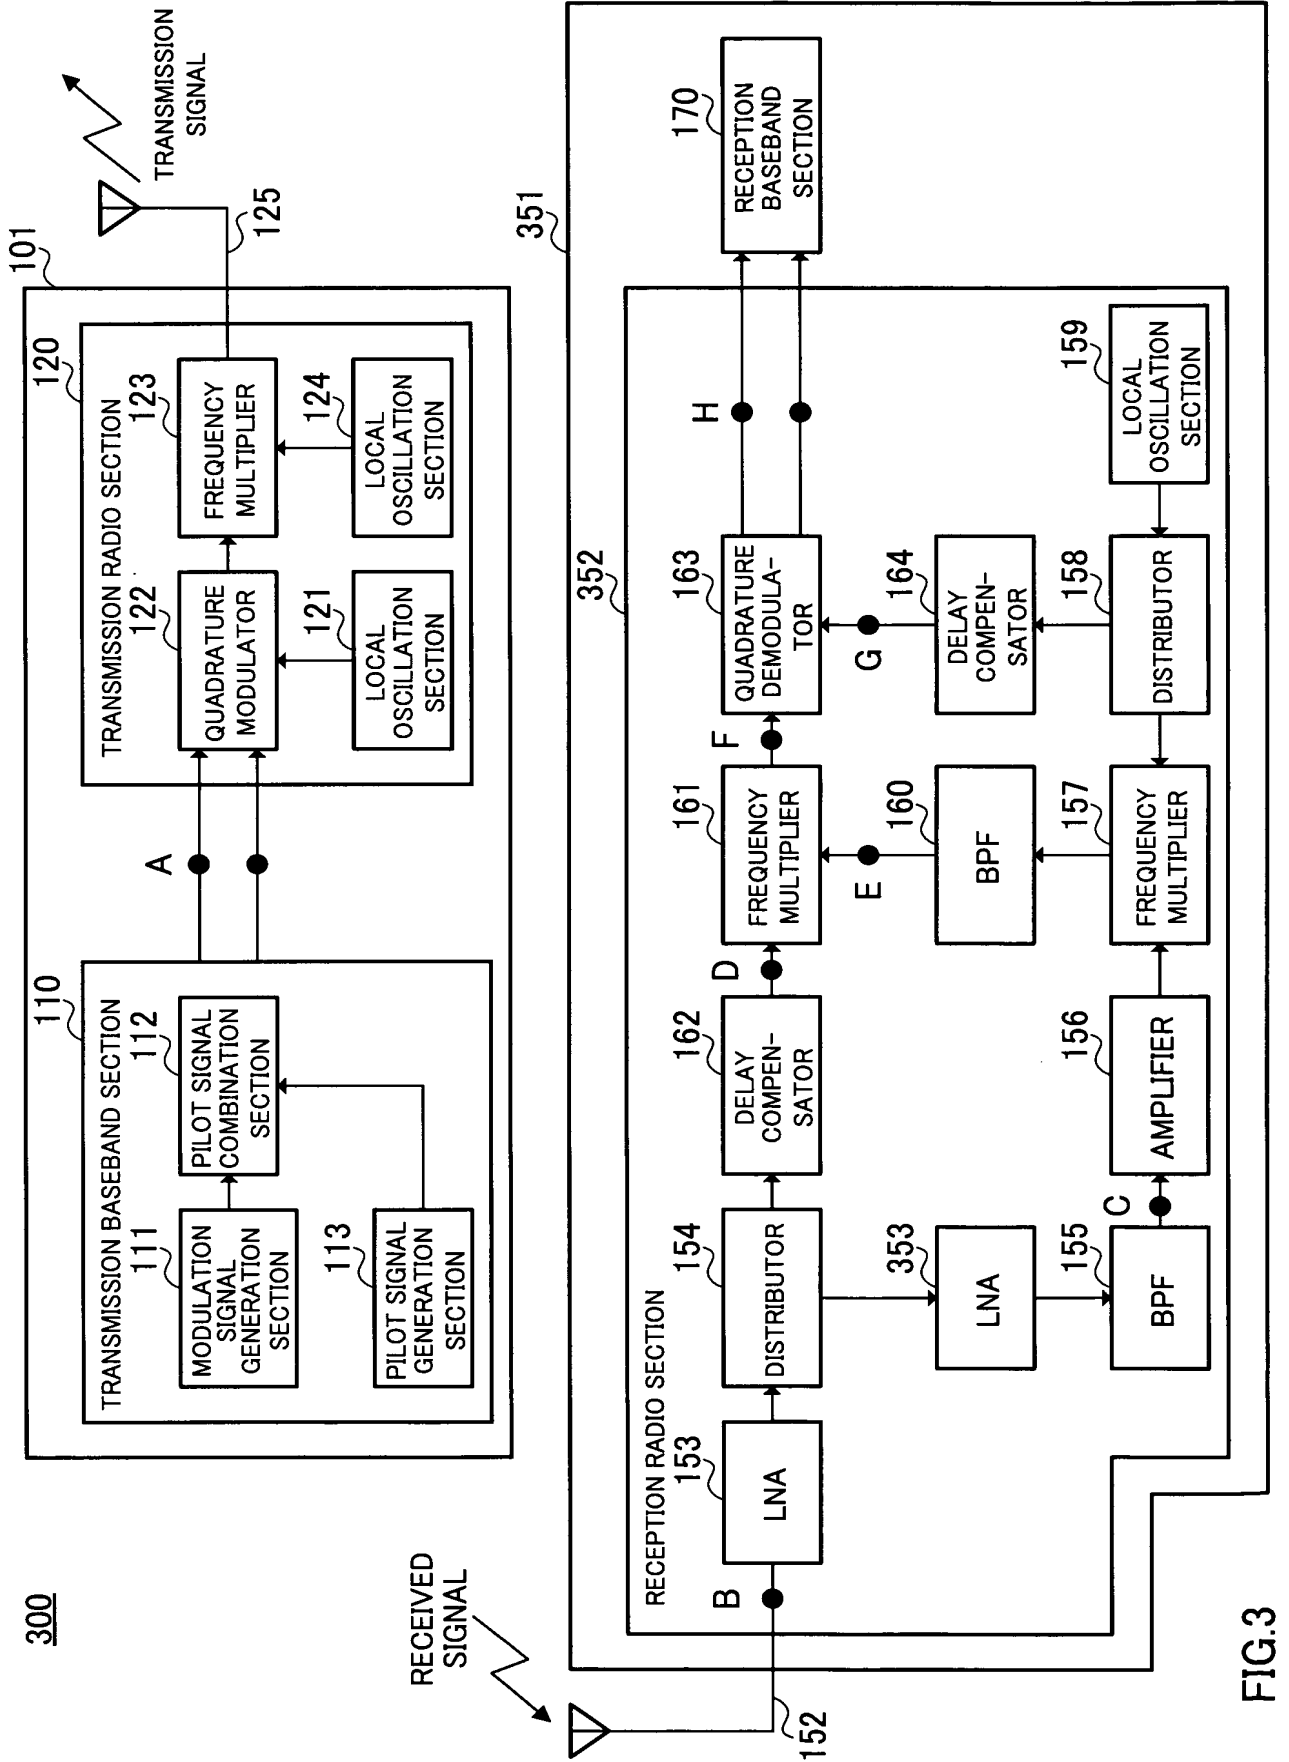 300
101
TRANSMISSION
SIGNAL
125
110
TRANSMISSION BASEBAND SECTION
111
MODULATION
SIGNAL
GENERATION
SECTION
112
PILOT SIGNAL
COMBINATION
SECTION
113
PILOT SIGNAL
GENERATION
SECTION
A
120
TRANSMISSION RADIO SECTION
122
QUADRATURE
MODULATOR
123
FREQUENCY
MULTIPLIER
121
LOCAL
OSCILLATION
SECTION
124
LOCAL
OSCILLATION
SECTION
RECEIVED
SIGNAL
152
351
352
RECEPTION RADIO SECTION
B
153
LNA
154
DISTRIBUTOR
162
DELAY
COMPEN-
SATOR
D
161
FREQUENCY
MULTIPLIER
F
163
QUADRATURE
DEMODULA-
TOR
H
170
RECEPTION
BASEBAND
SECTION
353
LNA
E
160
BPF
G
164
DELAY
COMPEN-
SATOR
155
BPF
C
156
AMPLIFIER
157
FREQUENCY
MULTIPLIER
158
DISTRIBUTOR
159
LOCAL
OSCILLATION
SECTION
FIG.3